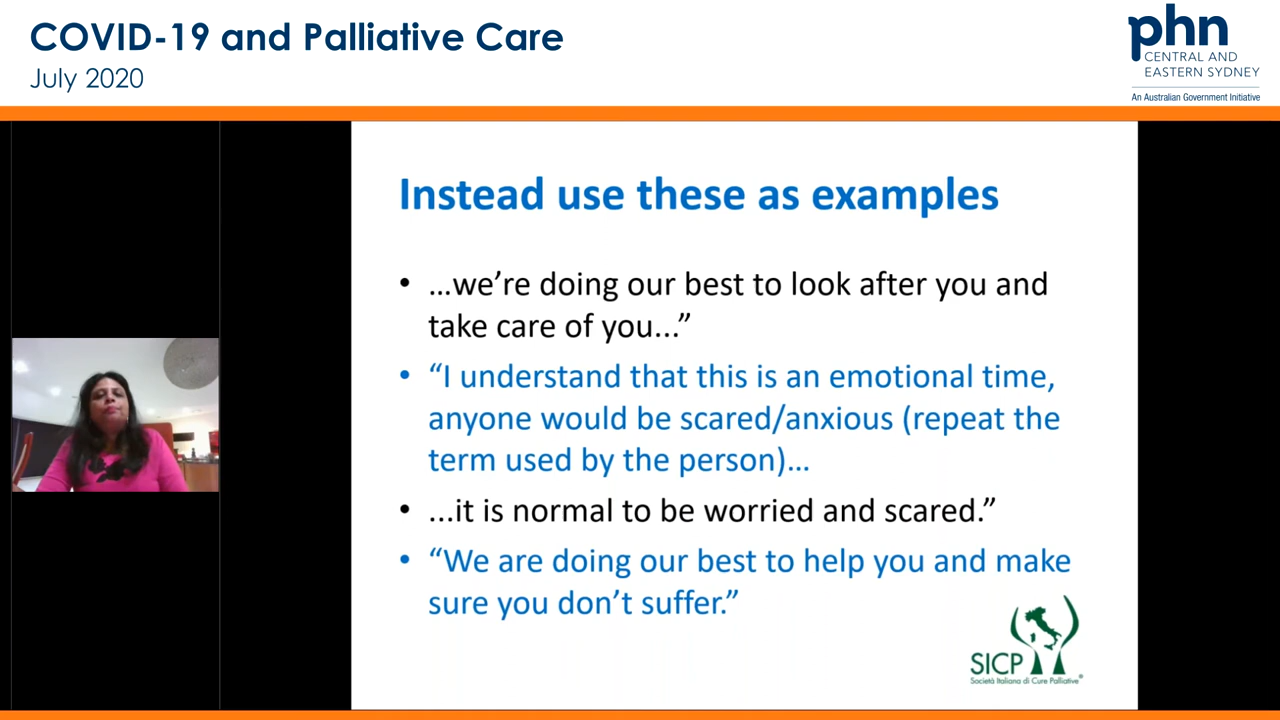 COVID-19 and Palliative Care
July 2020
phn
CENTRAL AND
EASTERN SYDNEY
An Australian Government Initiative
Instead use these as examples
• …we’re doing our best to look after you and
take care of you...”
• “I understand that this is an emotional time,
anyone would be scared/anxious (repeat the
term used by the person)…
• ...it is normal to be worried and scared.”
• “We are doing our best to help you and make
sure you don’t suffer.”
SICP
Società Italiana di Cure Palliative®